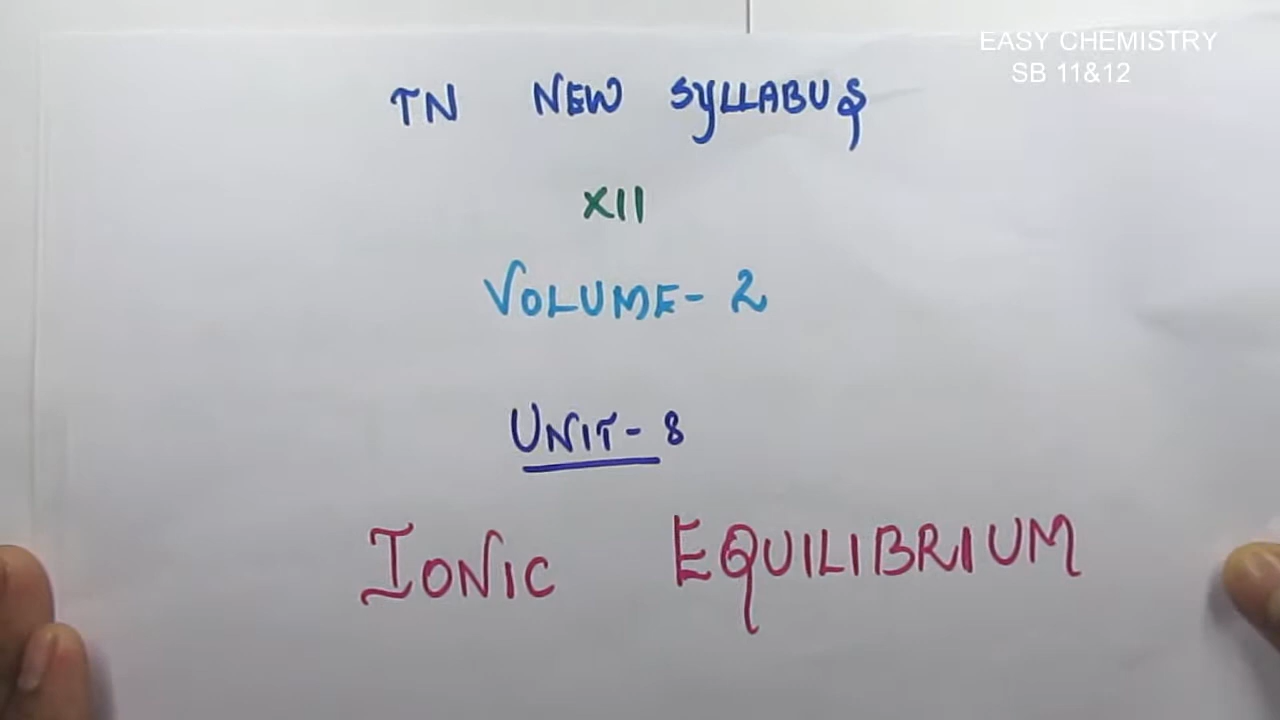 EASY CHEMISTRY
SB 11&12
TN NEW SYLLABUS
XII
VOLUME- 2
UNIT- 8
IONIC EQUILIBRIUM